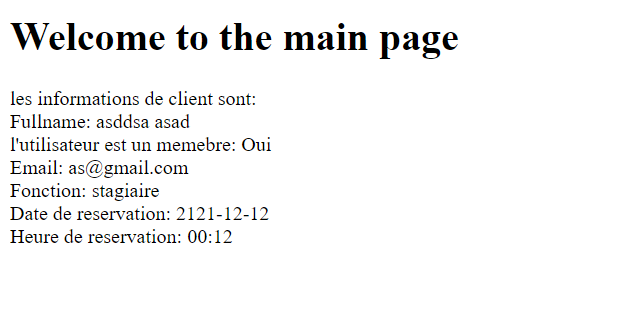 Welcome to the main page
les informations de client sont:
Fullname: asddsa asad
l'utilisateur est un memebre: Oui
Email: as@gmail.com
Fonction: stagiaire
Date de reservation: 2121-12-12
Heure de reservation: 00:12